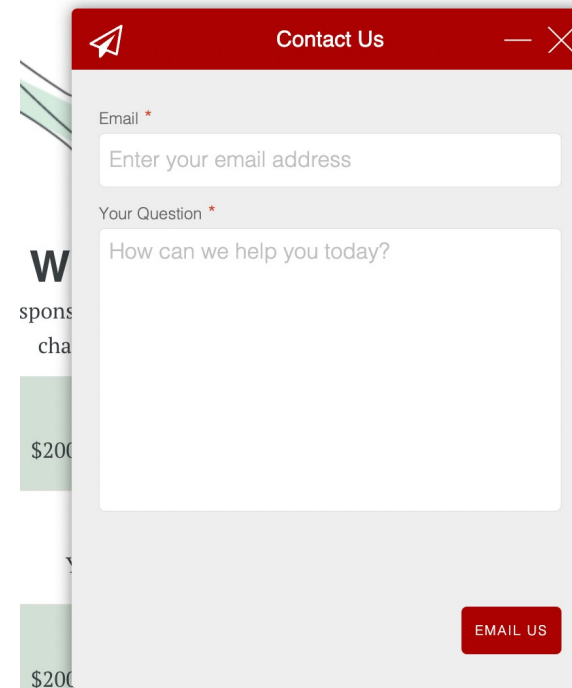 Contact Us
Email *
Enter your email address
Your Question *
How can we help you today?
W
spons
cha
$200
Y
$200
EMAIL US